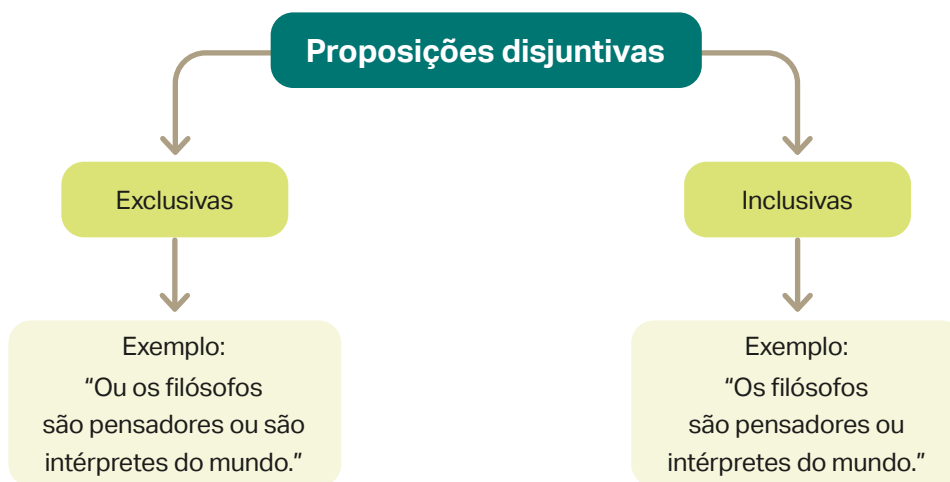 Proposições disjuntivas
Exclusivas
Inclusivas
Exemplo:
“Ou os filósofos
são pensadores ou são
intérpretes do mundo.”
Exemplo:
“Os filósofos
são pensadores ou
intérpretes do mundo.”